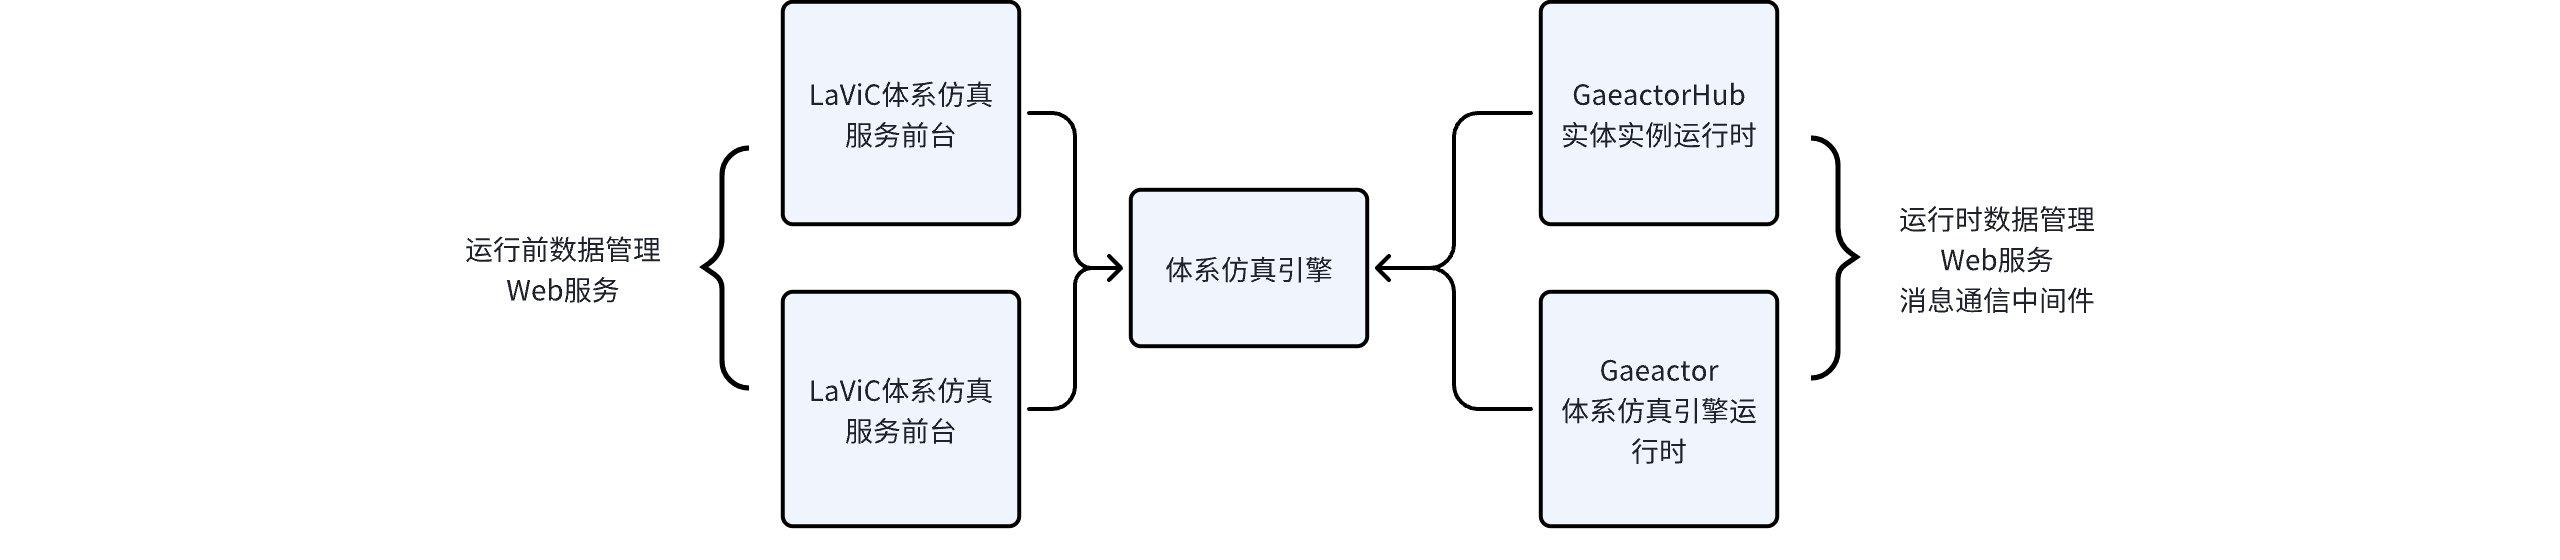 运行前数据管理
Web服务
LaViC体系仿真
服务前台
LaViC体系仿真
服务前台
体系仿真引擎
GaeactorHub
实体实例运行时
Gaeactor
体系仿真引擎运
行时
运行时数据管理
Web服务
消息通信中间件